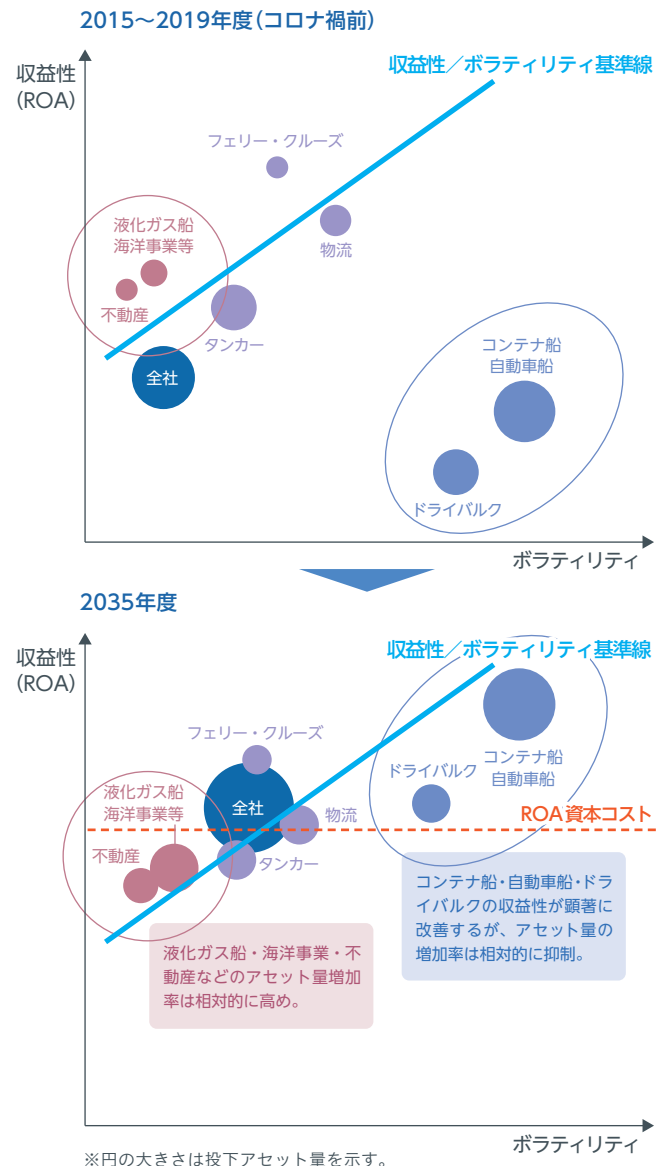 2015～2019年度(コロナ禍前)
収益性
(ROA)
収益性／ボラティリティ基準線
フェリー・クルーズ
物流
液化ガス船
海洋事業等
不動産
タンカー
全社
コンテナ船
自動車船
ドライバルク
ボラティリティ
2035年度
収益性
(ROA)
収益性／ボラティリティ基準線
フェリー・クルーズ
コンテナ船
自動車船
ドライバルク
液化ガス船
海洋事業等
全社
物流
ROA資本コスト
不動産
タンカー
コンテナ船・自動車船・ドラ
イバルクの収益性が顕著に
改善するが、アセット量の
増加率は相対的に抑制。
液化ガス船・海洋事業・不
動産などのアセット量増加
率は相対的に高め。
ボラティリティ
※円の大きさは投下アセット量を示す。